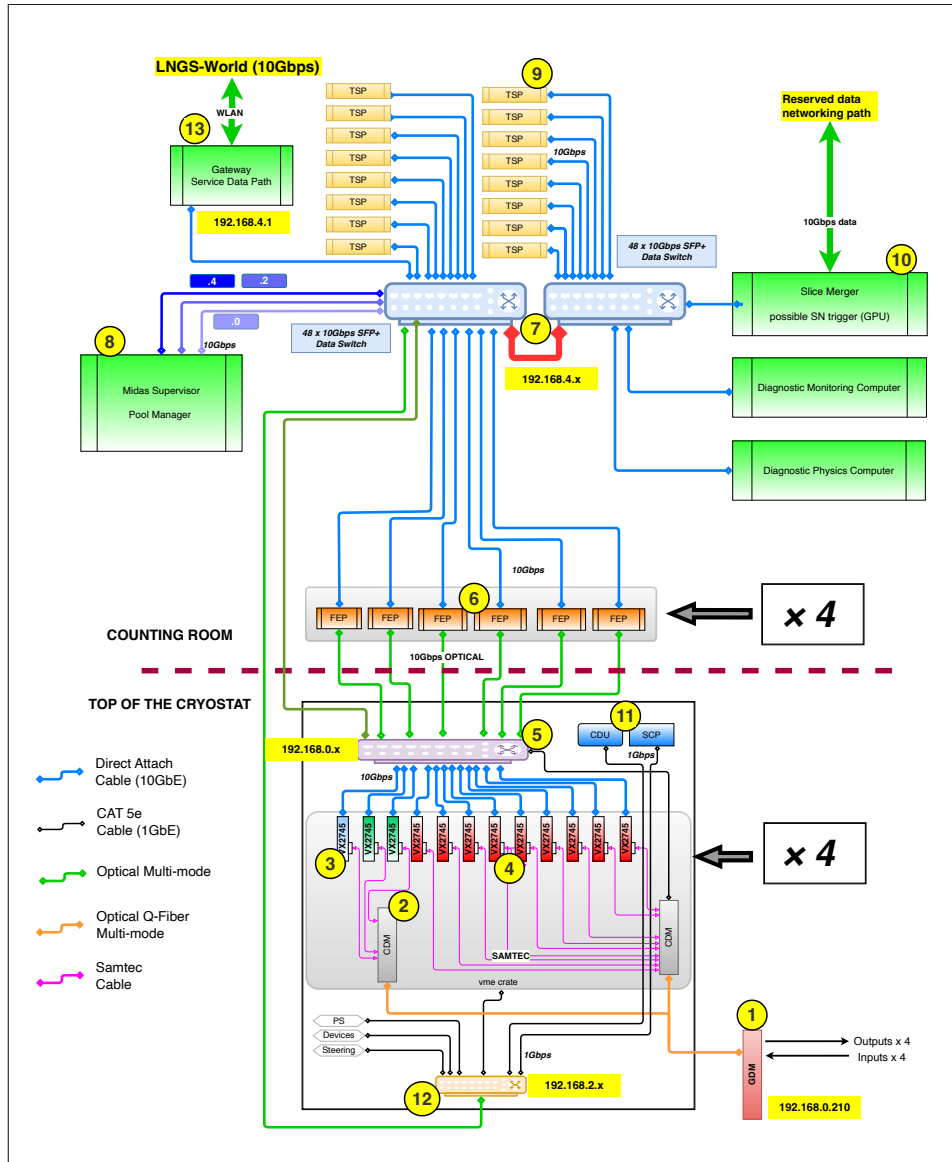 LNGS-World (10Gbps)
WLAN
13
Gateway
Service Data Path
192.168.4.1
TSP
TSP
TSP
TSP
TSP
TSP
TSP
TSP
9
TSP
TSP
TSP
TSP
TSP
TSP
TSP
TSP
10Gbps
48 x 10Gbps SFP+
Data Switch
Reserved data
networking path
10Gbps data
10
Slice Merger
possible SN trigger (GPU)
.4
.2
.0
10Gbps
48 x 10Gbps SFP+
Data Switch
7
192.168.4.x
8
Midas Supervisor
Pool Manager
Diagnostic Monitoring Computer
Diagnostic Physics Computer
10Gbps
6
FEP
FEP
FEP
FEP
FEP
FEP
× 4
COUNTING ROOM
10Gbps OPTICAL
TOP OF THE CRYOSTAT
11
CDU
SCP
1Gbps
5
192.168.0.x
10Gbps
Direct Attach
Cable (10GbE)
CAT 5e
Cable (1GbE)
Optical Multi-mode
Optical Q-Fiber
Multi-mode
Samtec
Cable
VX2745
VX2745
VX2745
VX2745
VX2745
VX2745
VX2745
VX2745
VX2745
VX2745
VX2745
VX2745
3
4
× 4
2
CDM
CDM
SAMTEC
vme crate
PS
Devices
Steering
1Gbps
12
192.168.2.x
1
GDM
Outputs x 4
Inputs x 4
192.168.0.210